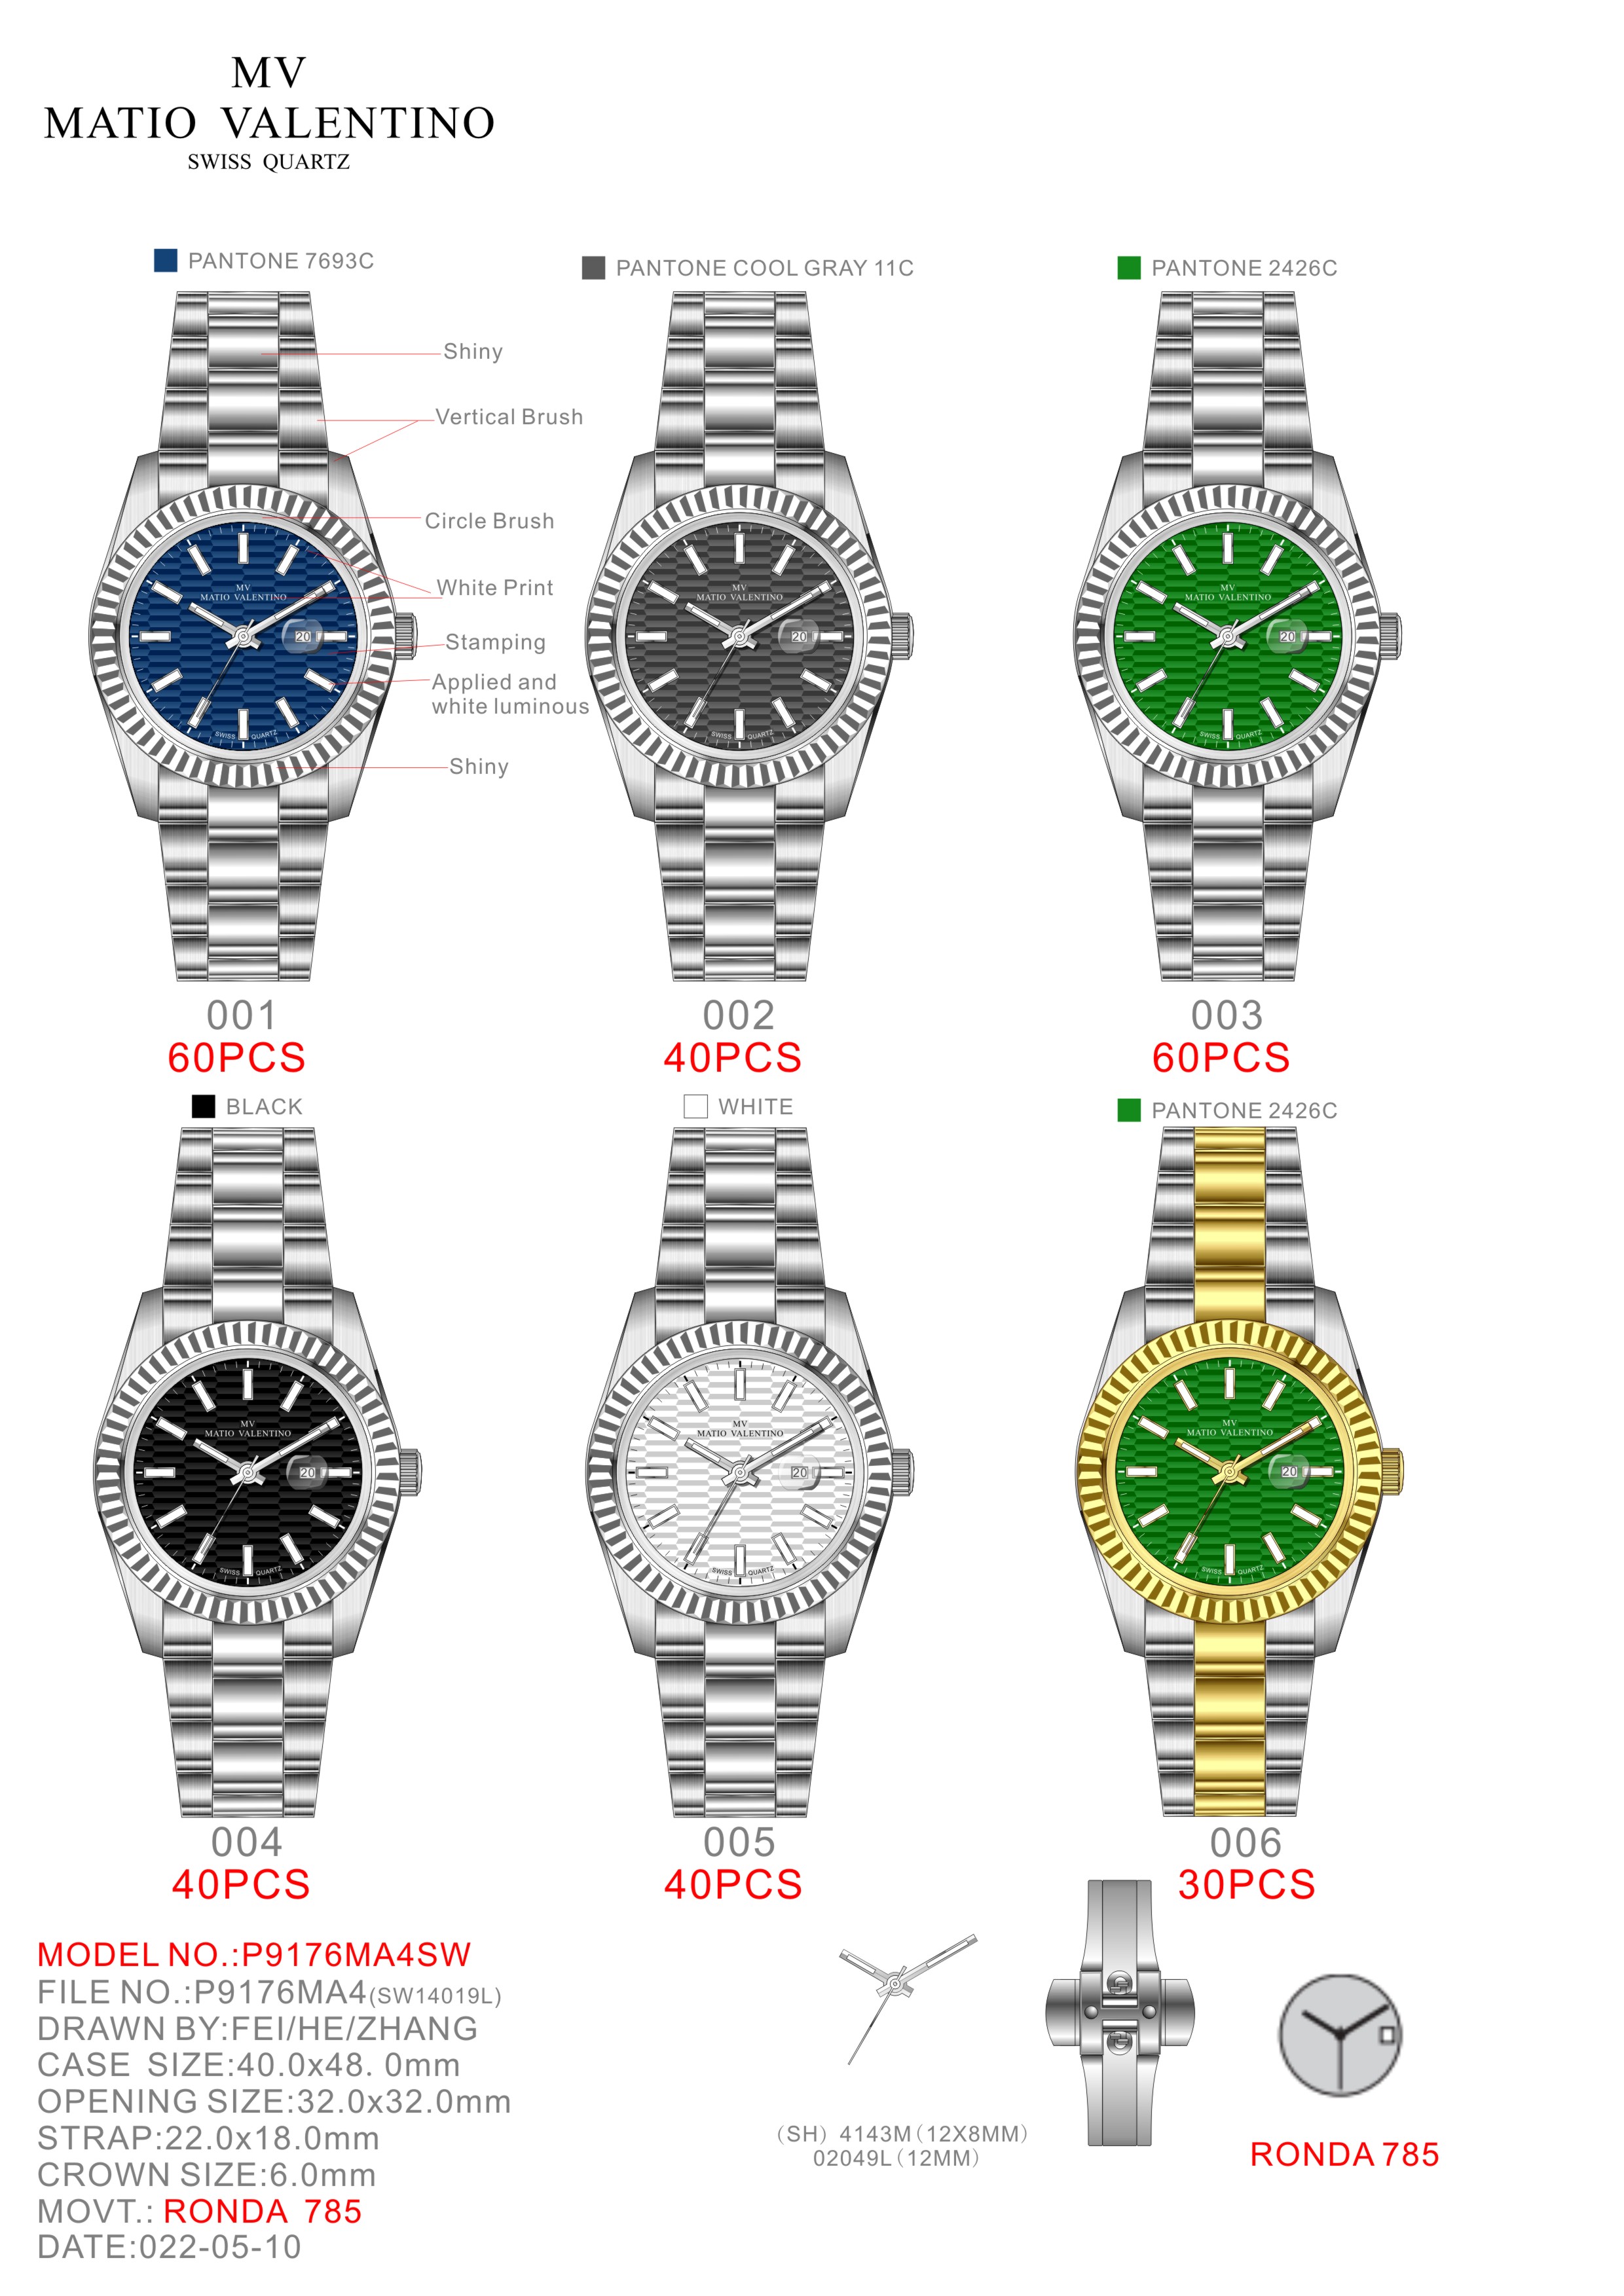 MV
MATIO VALENTINO
SWISS QUARTZ
PANTONE 7693C
PANTONE COOL GRAY 11C
PANTONE 2426C
Shiny
Vertical Brush
Circle Brush
White Print
Stamping
Applied and
white luminous
Shiny
MV
MATIO VALENTINO
20
SWISS QUARTZ
MV
MATIO VALENTINO
20
SWISS QUARTZ
MV
MATIO VALENTINO
20
SWISS QUARTZ
001
60PCS
002
40PCS
003
60PCS
BLACK
WHITE
PANTONE 2426C
MV
MATIO VALENTINO
20
SWISS QUARTZ
MV
MATIO VALENTINO
20
SWISS QUARTZ
MV
MATIO VALENTINO
20
SWISS QUARTZ
004
40PCS
005
40PCS
006
30PCS
MODEL NO.:P9176MA4SW
FILE NO.:P9176MA4(SW14019L)
DRAWN BY:FEI/HE/ZHANG
CASE SIZE:40.0x48. 0mm
OPENING SIZE:32.0x32.0mm
STRAP:22.0x18.0mm
CROWN SIZE:6.0mm
MOVT.: RONDA 785
DATE:022-05-10
(SH) 4143M(12X8MM)
02049L(12MM)
RONDA 785